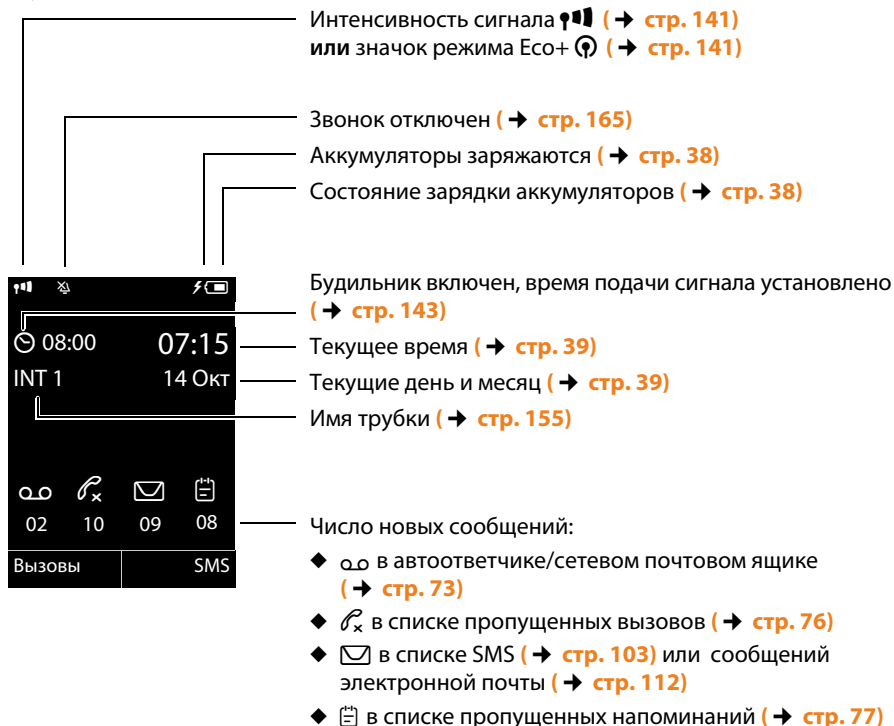 Интенсивность сигнала (➔ стр. 141)
или значок режима Eco+ (➔ стр. 141)
Звонок отключен (➔ стр. 165)
Аккумуляторы заряжаются (➔ стр. 38)
Состояние зарядки аккумуляторов (➔ стр. 38)
Будильник включен, время подачи сигнала установлено
(➔ стр. 143)
08:00 07:15
Текущее время (➔ стр. 39)
INT 1 14 Окт
Текущие день и месяц (➔ стр. 39)
Имя трубки (➔ стр. 155)
02 10 09 08
Число новых сообщений:
Вызовы SMS
◆ в автоответчике/сетевом почтовом ящике
(➔ стр. 73)
◆ в списке пропущенных вызовов (➔ стр. 76)
◆ в списке SMS (➔ стр. 103) или сообщений
электронной почты (➔ стр. 112)
◆ в списке пропущенных напоминаний (➔ стр. 77)